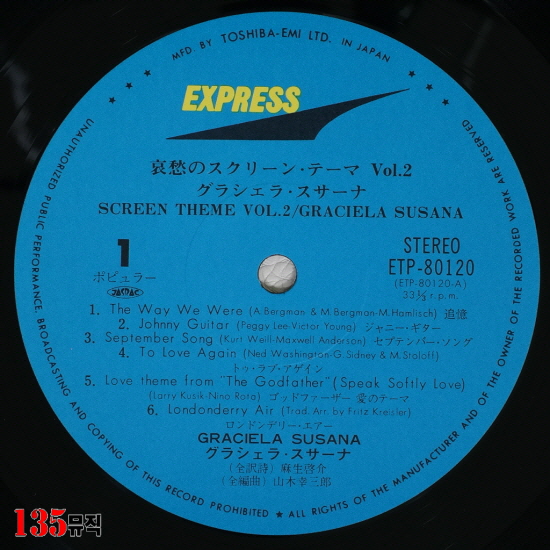 MFD. BY TOSHIBA-EMI LTD. IN JAPAN
EXPRESS
哀愁のスクリーン・テーマ Vol.2
グラシェラ・スサーナ
SCREEN THEME VOL.2/GRACIELA SUSANA
1
ポピュラー
JASRAC
STEREO
ETP-80120
(ETP-80120-A)
33⅓ r.p.m.
1. The Way We Were (A.Bergman & M.Bergman-M.Hamlisch) 追憶
2. Johnny Guitar (Peggy Lee-Victor Young) ジャニー・ギター
3. September Song (Kurt Weill-Maxwell Anderson) セプテンバー・ソング
4. To Love Again (Ned Washington-G.Sidney & M.Stoloff)
トゥ・ラブ・アゲイン
5. Love theme from "The Godfather" (Speak Softly Love)
(Larry Kusik-Nino Rota) ゴッドファーザー 愛のテーマ
6. Londonderry Air (Trad. Arr. by Fritz Kreisler)
ロンドンデリー・エアー
GRACIELA SUSANA
グラシェラ・スサーナ
(全訳詩) 麻生啓介
(全編曲) 山木幸三郎
UNAUTHORIZED PUBLIC PERFORMANCE, BROADCASTING AND COPYING OF THIS RECORD PROHIBITED ★ ALL RIGHTS OF THE MANUFACTURER AND OF THE OWNER OF THE RECORDED WORK ARE RESERVED
135뮤직